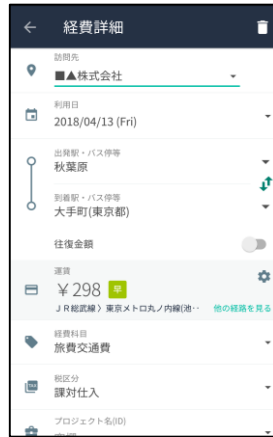 経費詳細
訪問先
■▲株式会社
利用日
2018/04/13 (Fri)
出発駅・バス停等
秋葉原
到着駅・バス停等
大手町(東京都)
往復金額
運賃
￥298 早
JR総武線〉東京メトロ丸ノ内線(池‥ 他の経路を見る
経費科目
旅費交通費
税区分
課対仕入
プロジェクト名(ID)